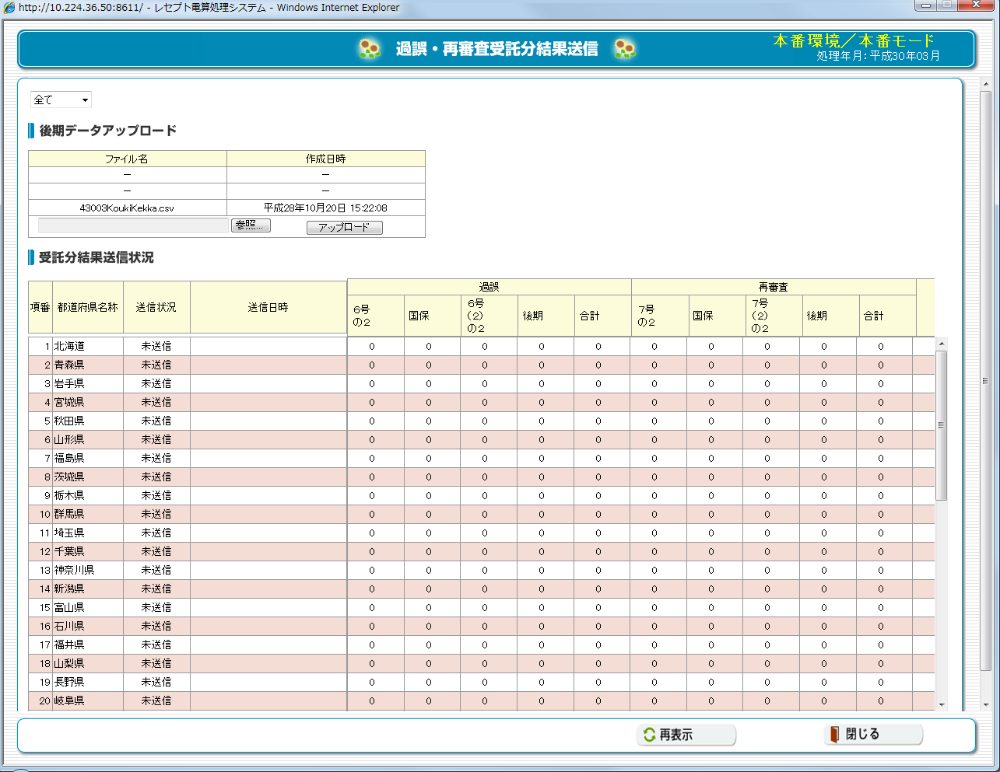 http://10.224.36.50:8611/ - レセプト電算処理システム - Windows Internet Explorer
過誤・再審査受託分結果送信
本番環境／本番モード
処理年月：平成30年03月
全て
後期データアップロード
ファイル名 作成日時
－ －
－ －
43003KoukiKekka.csv 平成28年10月20日 15:22:08
参照... アップロード
受託分結果送信状況
項番 都道府県名称 送信状況 送信日時 過誤 再審査
6号の2 国保 6号(2)の2 後期 合計 7号の2 国保 7号(2)の2 後期 合計
1 北海道 未送信 0 0 0 0 0 0 0 0 0 0
2 青森県 未送信 0 0 0 0 0 0 0 0 0 0
3 岩手県 未送信 0 0 0 0 0 0 0 0 0 0
4 宮城県 未送信 0 0 0 0 0 0 0 0 0 0
5 秋田県 未送信 0 0 0 0 0 0 0 0 0 0
6 山形県 未送信 0 0 0 0 0 0 0 0 0 0
7 福島県 未送信 0 0 0 0 0 0 0 0 0 0
8 茨城県 未送信 0 0 0 0 0 0 0 0 0 0
9 栃木県 未送信 0 0 0 0 0 0 0 0 0 0
10 群馬県 未送信 0 0 0 0 0 0 0 0 0 0
11 埼玉県 未送信 0 0 0 0 0 0 0 0 0 0
12 千葉県 未送信 0 0 0 0 0 0 0 0 0 0
13 神奈川県 未送信 0 0 0 0 0 0 0 0 0 0
14 新潟県 未送信 0 0 0 0 0 0 0 0 0 0
15 富山県 未送信 0 0 0 0 0 0 0 0 0 0
16 石川県 未送信 0 0 0 0 0 0 0 0 0 0
17 福井県 未送信 0 0 0 0 0 0 0 0 0 0
18 山梨県 未送信 0 0 0 0 0 0 0 0 0 0
19 長野県 未送信 0 0 0 0 0 0 0 0 0 0
20 岐阜県 未送信 0 0 0 0 0 0 0 0 0 0
再表示 閉じる